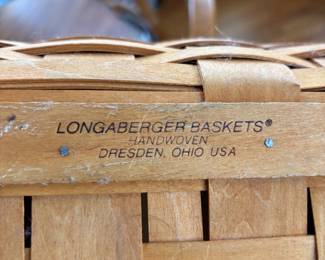 LONGABERGER BASKETS®
HANDWOVEN
DRESDEN, OHIO USA